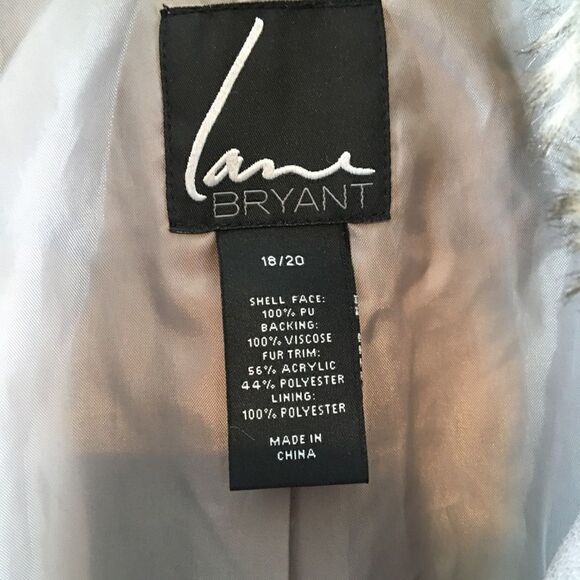 Lane
BRYANT
18/20
SHELL FACE:
100% PU
BACKING:
100% VISCOSE
FUR TRIM:
56% ACRYLIC
44% POLYESTER
LINING:
100% POLYESTER
MADE IN
CHINA